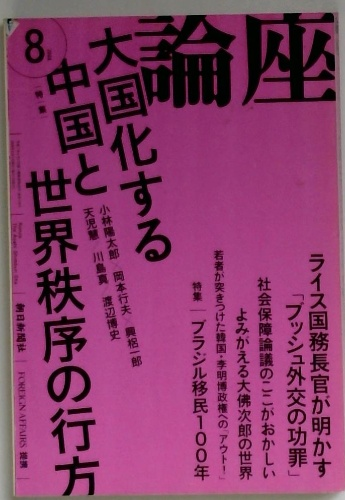 論座
8
特集
大国化する
中国と
世界秩序の行方
小林陽太郎×岡本行夫×興梠一郎
天児慧 川島真 渡辺博史
ライス国務長官が明かす
「ブッシュ外交の功罪」
社会保障論議のここがおかしい
よみがえる大佛次郎の世界
若者が突きつけた韓国・李明博政権への「アウト!」
特集 ブラジル移民100年
朝日新聞社
FOREIGN AFFAIRS 提携